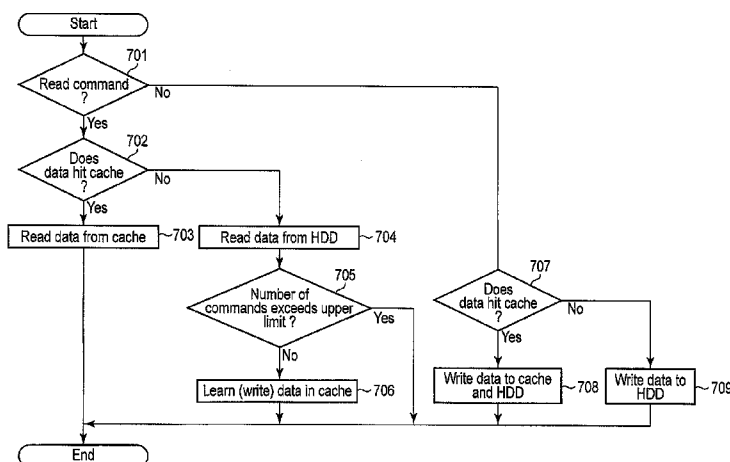 Start
701
Read command
?
No
Yes
702
Does
data hit cache
?
No
Yes
Read data from cache
703
Read data from HDD
704
705
Number of
commands exceeds upper
limit ?
Yes
No
707
Does
data hit cache
?
No
Yes
Learn (write) data in cache
706
Write data to cache
and HDD
708
Write data to
HDD
709
End